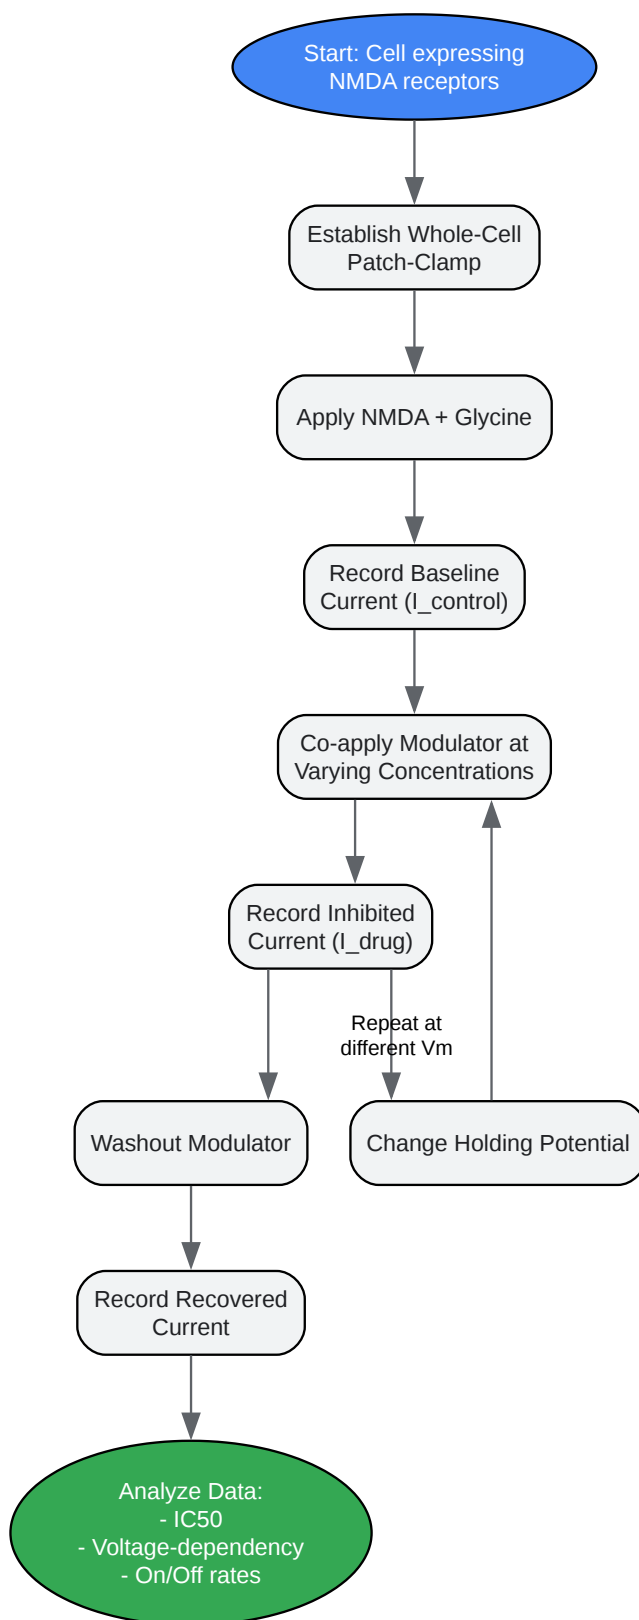 Start: Cell expressing
NMDA receptors
Establish Whole-Cell
Patch-Clamp
Apply NMDA + Glycine
Record Baseline
Current (I_control)
Co-apply Modulator at
Varying Concentrations
Record Inhibited
Current (I_drug)
Repeat at
different Vm
Washout Modulator
Change Holding Potential
Record Recovered
Current
Analyze Data:
- IC50
- Voltage-dependency
- On/Off rates